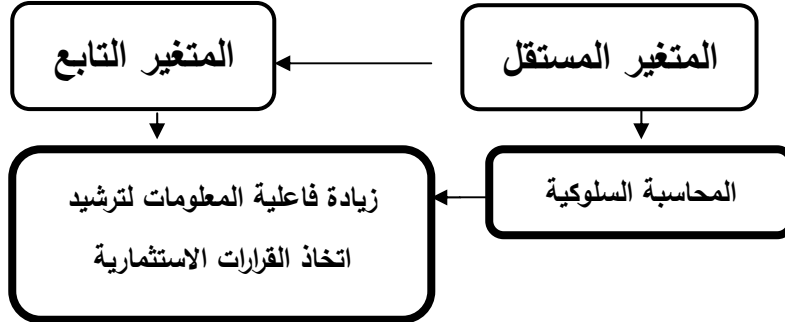 المتغير المستقل
المتغير التابع
المحاسبة السلوكية
زيادة فاعلية المعلومات لترشيد
اتخاذ القرارات الاستثمارية